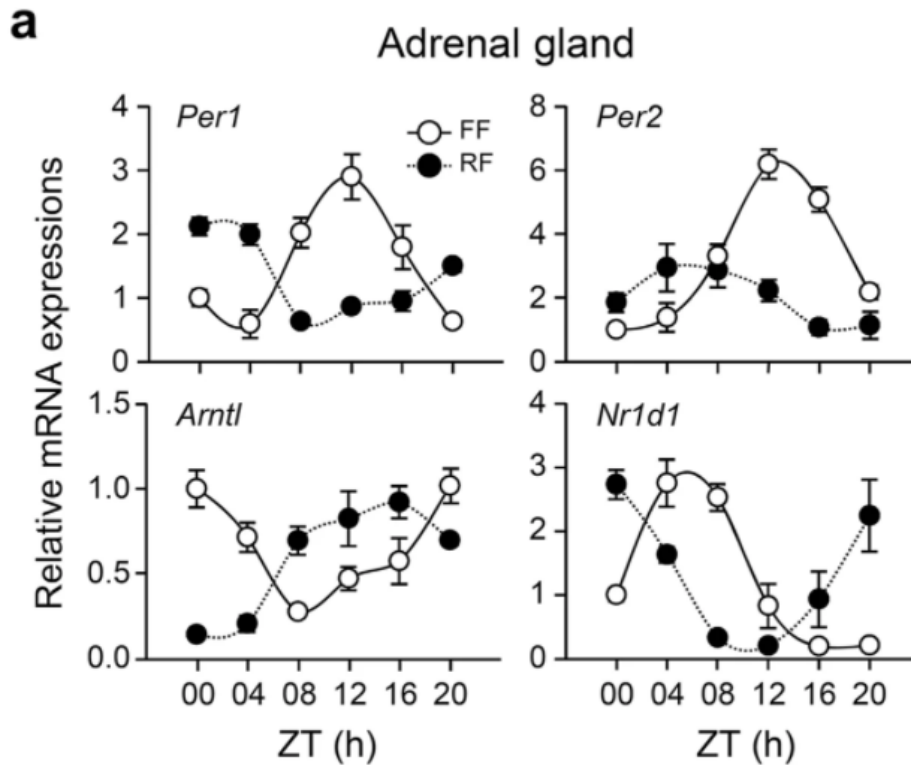 a
Adrenal gland
Relative mRNA expressions
Per1
FF
RF
4
3
2
1
0
Per2
8
6
4
2
0
Arntl
1.5
1.0
0.5
0.0
00 04 08 12 16 20
ZT (h)
Nr1d1
4
3
2
1
0
00 04 08 12 16 20
ZT (h)